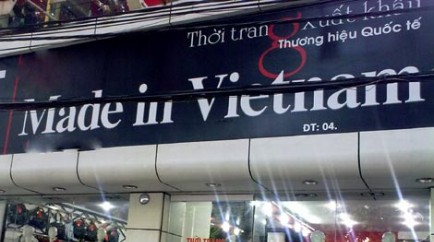 Thời trang Xuất khẩu
Thương hiệu Quốc tế
Made in Vietnam
ĐT: 04.